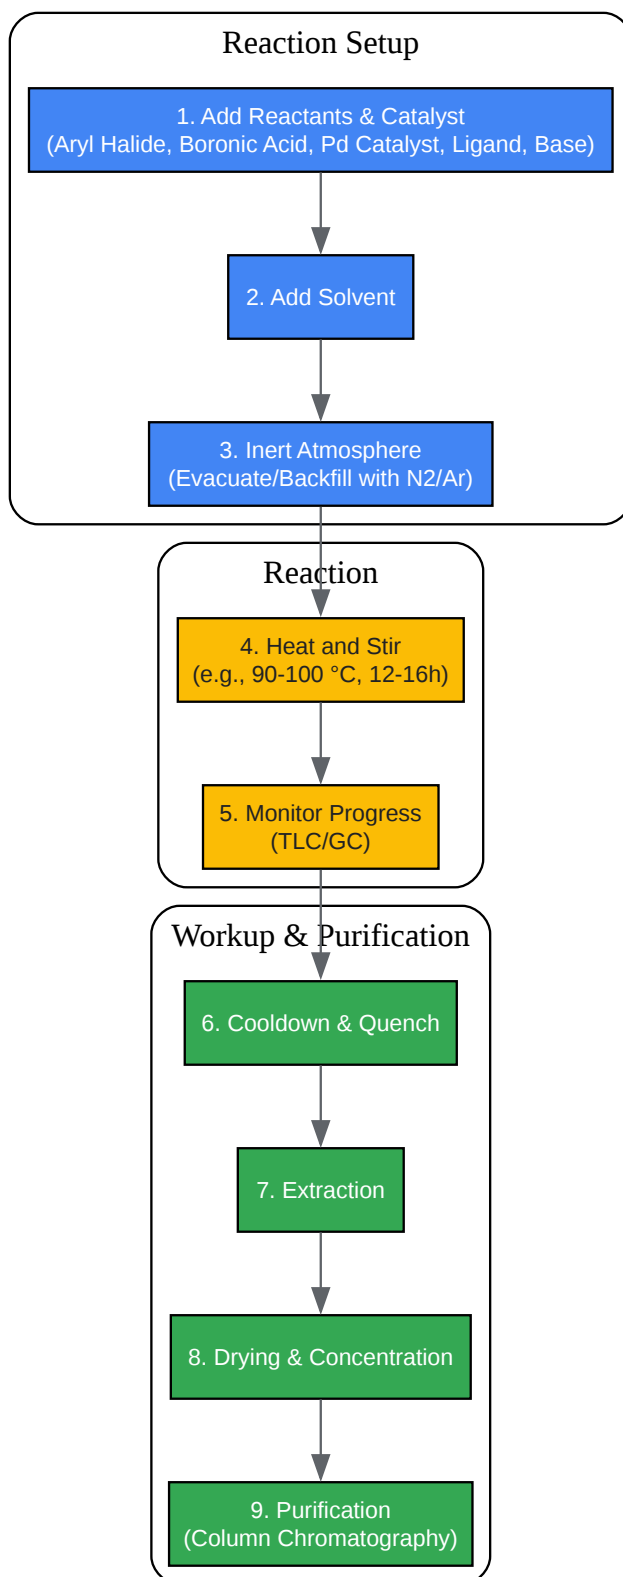 Reaction Setup
1. Add Reactants & Catalyst
(Aryl Halide, Boronic Acid, Pd Catalyst, Ligand, Base)
2. Add Solvent
3. Inert Atmosphere
(Evacuate/Backfill with N2/Ar)
Reaction
4. Heat and Stir
(e.g., 90-100 °C, 12-16h)
5. Monitor Progress
(TLC/GC)
Workup & Purification
6. Cooldown & Quench
7. Extraction
8. Drying & Concentration
9. Purification
(Column Chromatography)